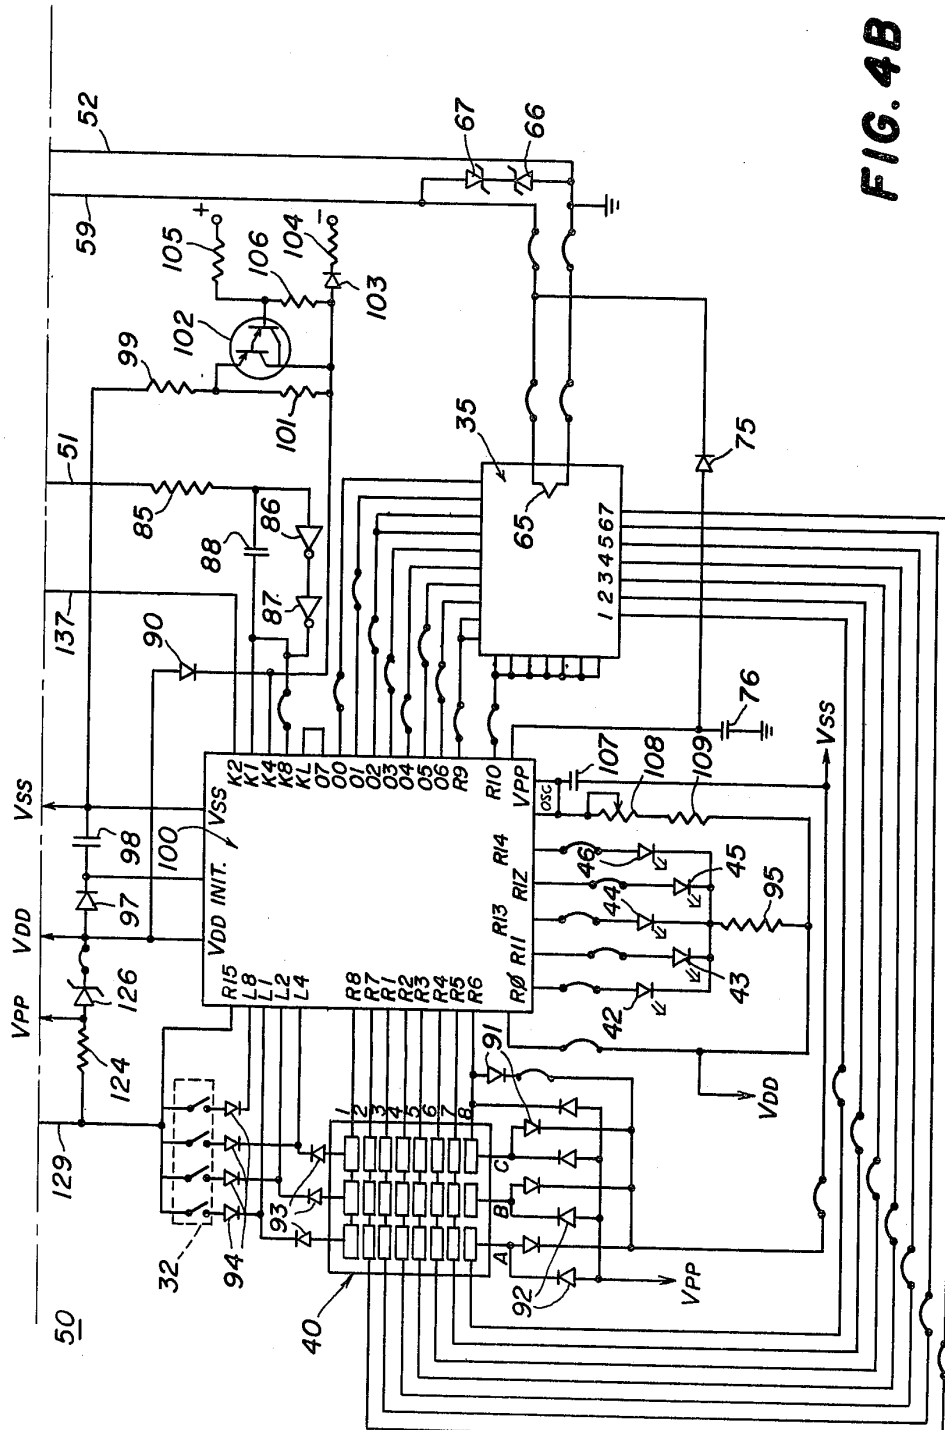 FIG. 4B
52
59
67
66
+
105
106
104
−
103
102
99
101
51
85
88
86
87
137
90
35
65
75
1 2 3 4 5 6 7
76
VSS
98
100
97
VDD
126
VPP
124
129
50
VDD INIT. VSS
K2
K1
K4
K8
KL
O7
O0
O1
O2
O3
O4
O5
O6
R9
R10
VPP
OSC
107
108
109
VSS
R15
L8
L1
L2
L4
R8
R7
R1
R2
R3
R4
R5
R6
RØ R11 R13 R12 R14
42
43
44
45
46
95
VDD
32
94
93
40
1
2
3
4
5
6
7
8
A
B
C
91
92
VPP